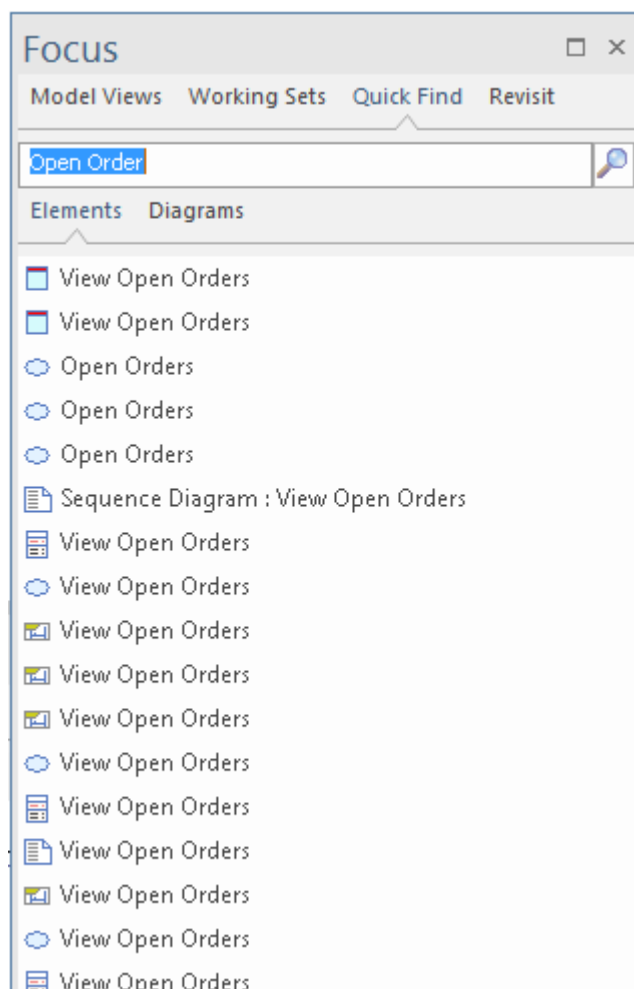 Focus
Model Views Working Sets Quick Find Revisit
Open Order
Elements Diagrams
View Open Orders
View Open Orders
Open Orders
Open Orders
Open Orders
Sequence Diagram : View Open Orders
View Open Orders
View Open Orders
View Open Orders
View Open Orders
View Open Orders
View Open Orders
View Open Orders
View Open Orders
View Open Orders
View Open Orders
View Open Orders